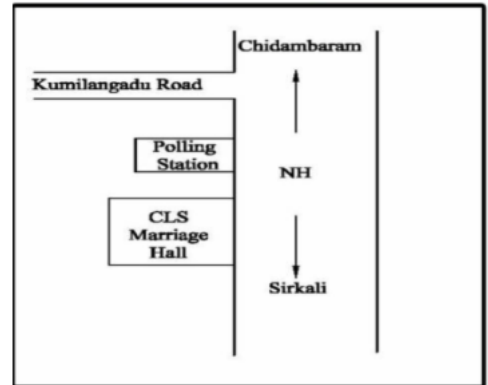 Chidambaram
Kumilangadu Road
Polling
Station
NH
CLS
Marriage
Hall
Sirkali